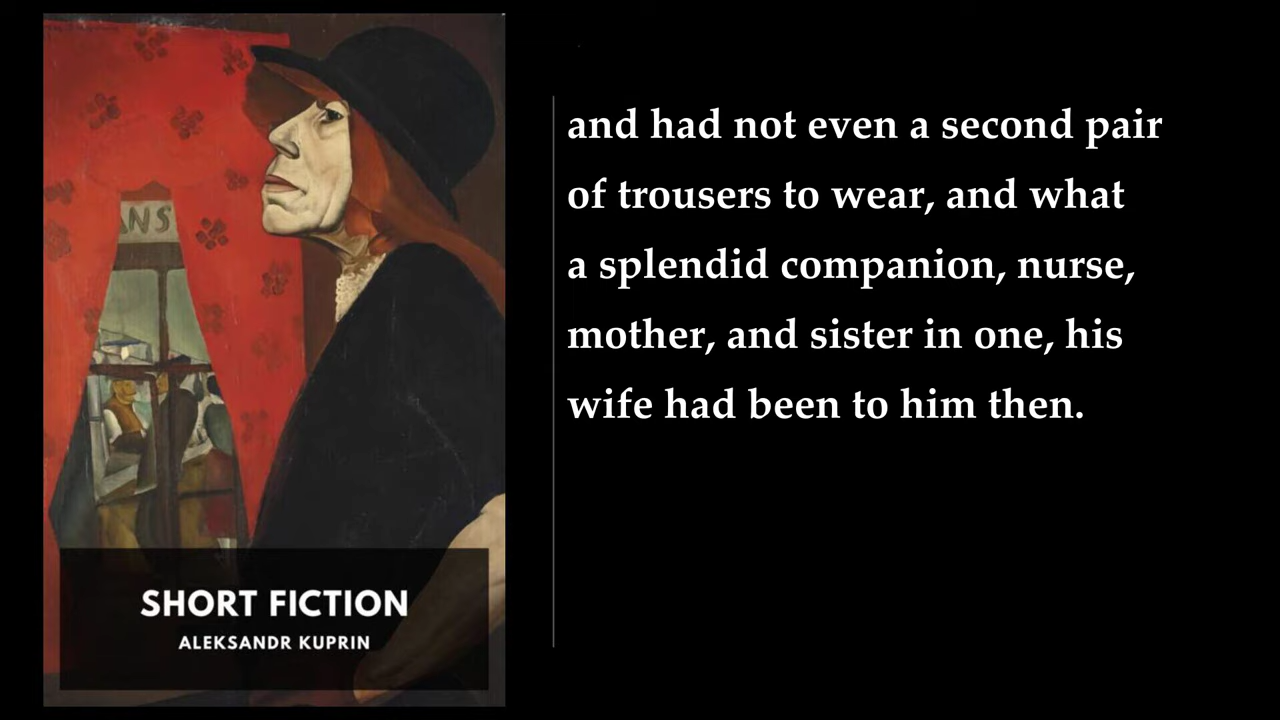 ANS
SHORT FICTION
ALEKSANDR KUPRIN
and had not even a second pair
of trousers to wear, and what
a splendid companion, nurse,
mother, and sister in one, his
wife had been to him then.